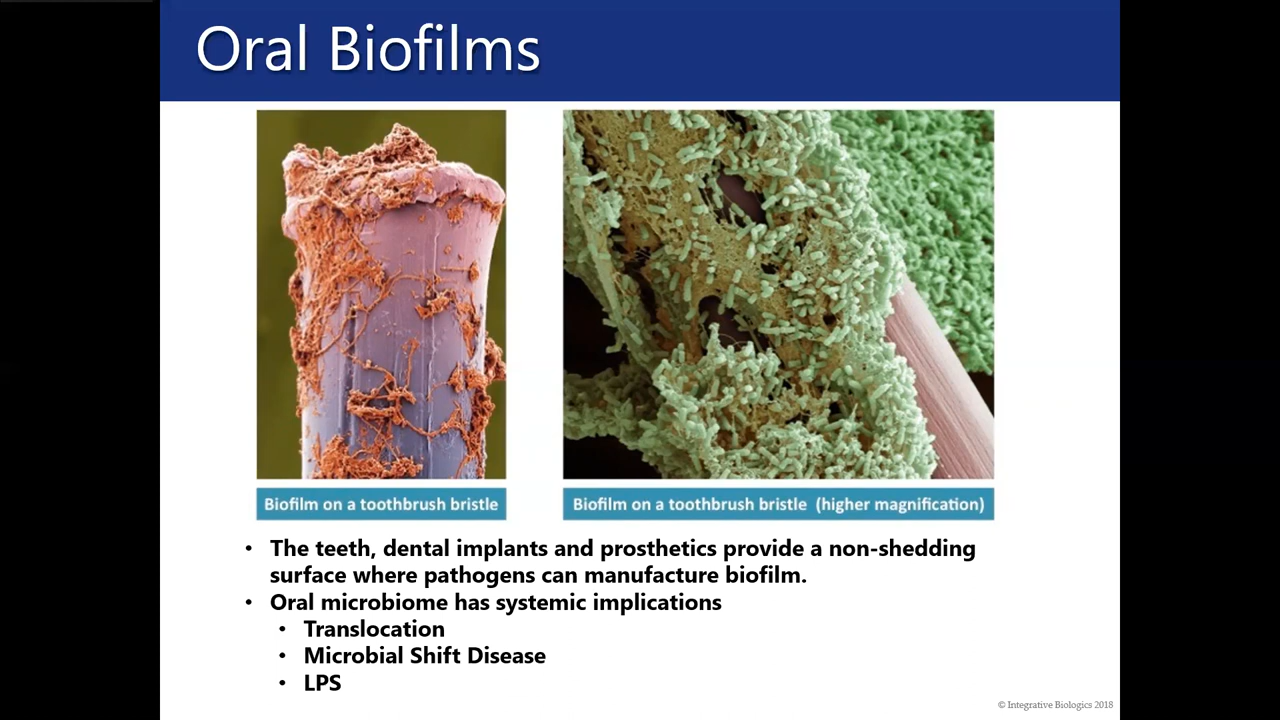 Oral Biofilms
Biofilm on a toothbrush bristle
Biofilm on a toothbrush bristle (higher magnification)
• The teeth, dental implants and prosthetics provide a non-shedding
surface where pathogens can manufacture biofilm.
• Oral microbiome has systemic implications
• Translocation
• Microbial Shift Disease
• LPS
© Integrative Biologics 2018